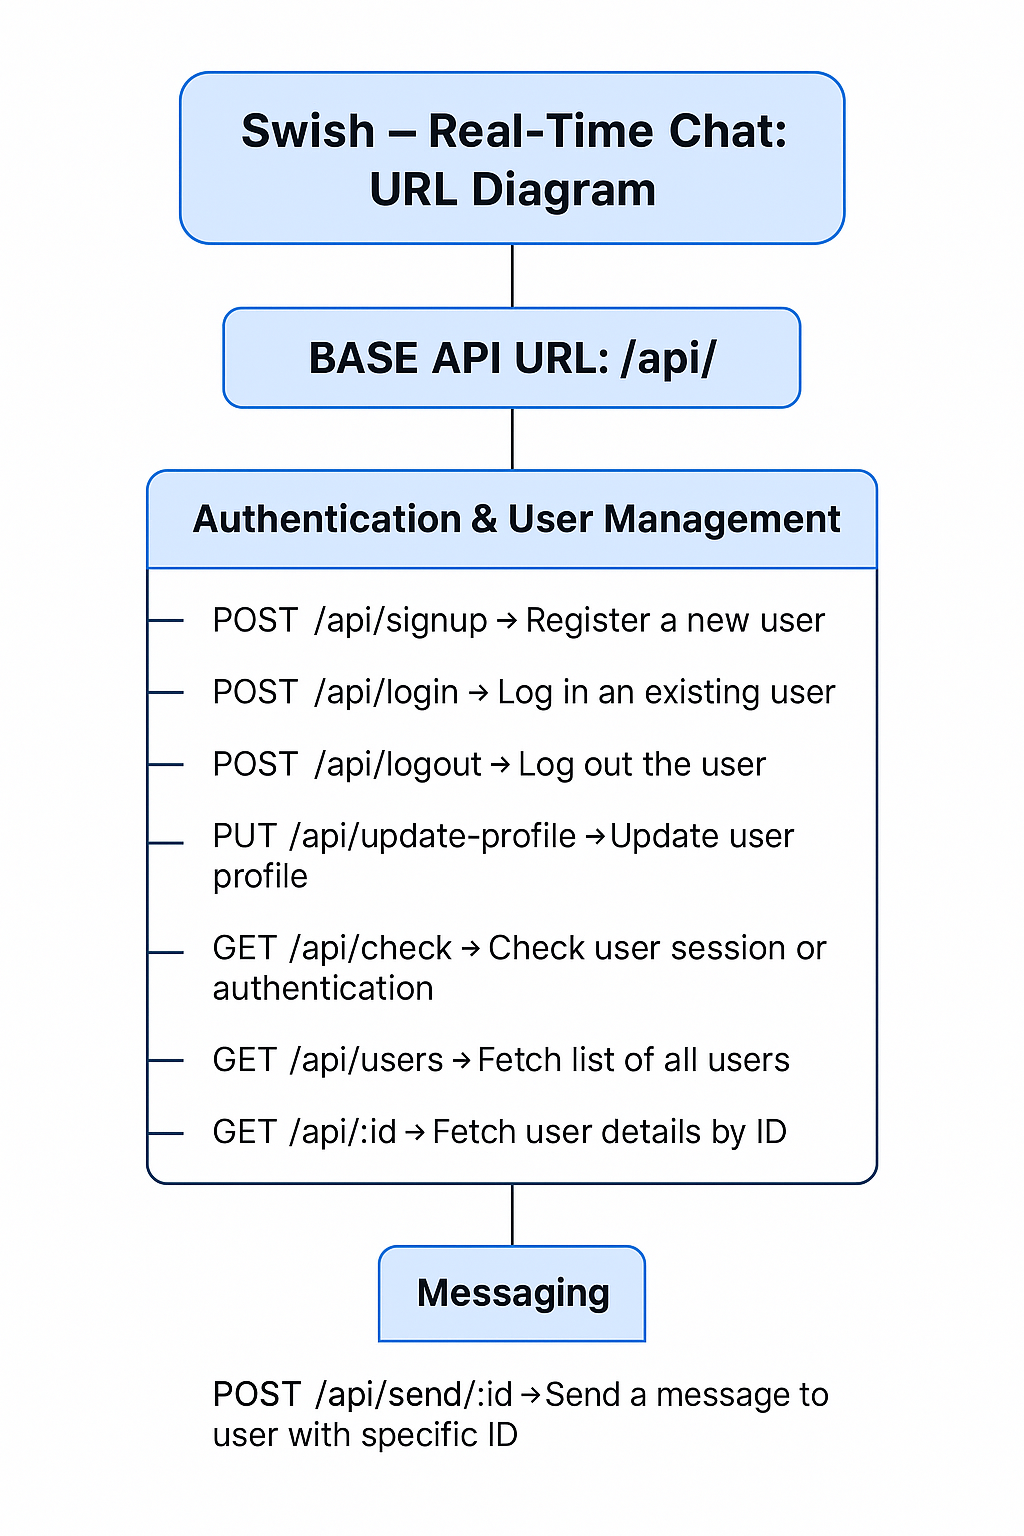 Swish – Real-Time Chat:
URL Diagram
BASE API URL: /api/
Authentication & User Management
POST /api/signup → Register a new user
POST /api/login → Log in an existing user
POST /api/logout → Log out the user
PUT /api/update-profile → Update user
profile
GET /api/check → Check user session or
authentication
GET /api/users → Fetch list of all users
GET /api/:id → Fetch user details by ID
Messaging
POST /api/send/:id → Send a message to
user with specific ID